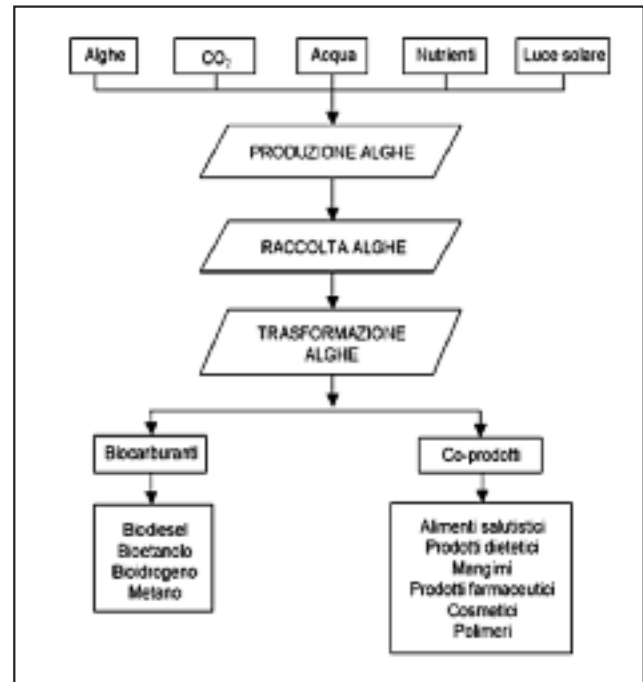 Alghe
CO₂
Acqua
Nutrienti
Luce solare
PRODUZIONE ALGHE
RACCOLTA ALGHE
TRASFORMAZIONE
ALGHE
Biocarburanti
Co-prodotti
Biodiesel
Bioetanolo
Bioidrogeno
Metano
Alimenti salutistici
Prodotti dietetici
Mangimi
Prodotti farmaceutici
Cosmetici
Polimeri